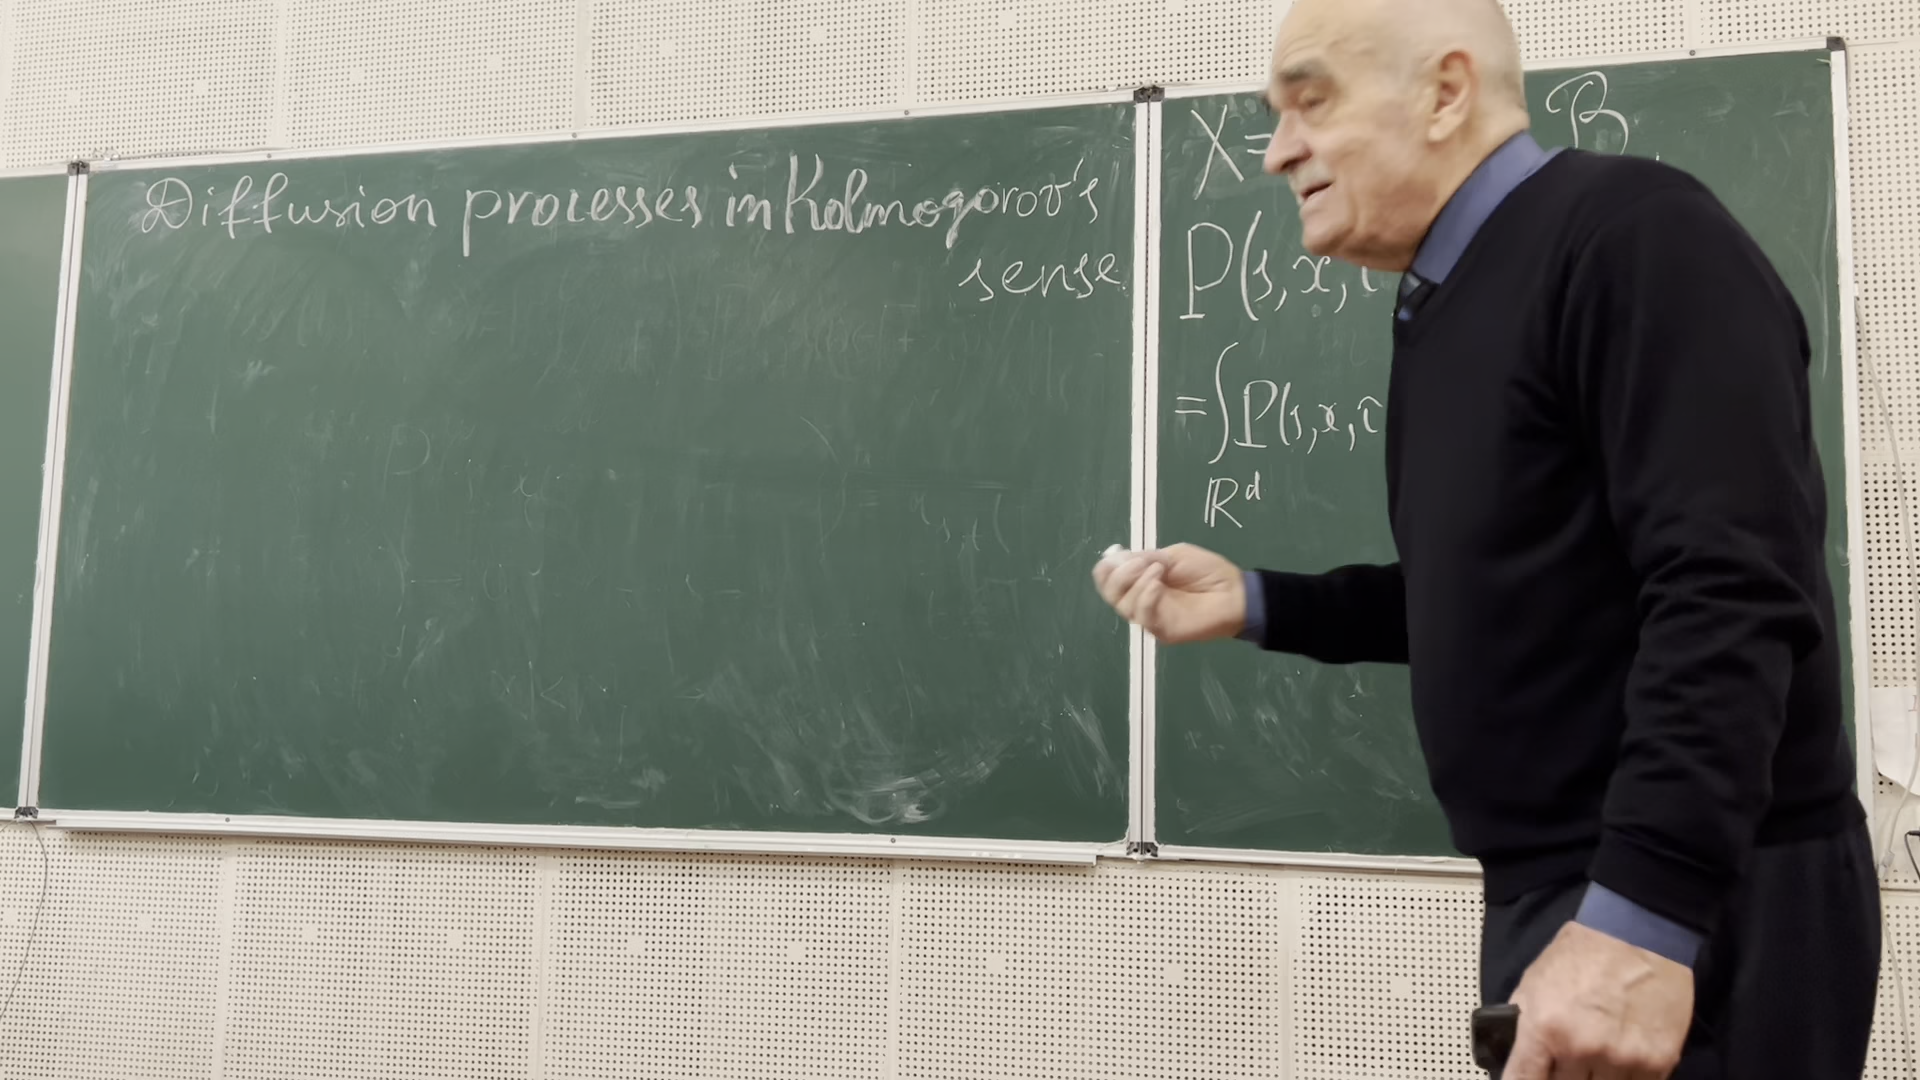 Diffusion processes in Kolmogorov's
sense
X =
B
P(s, x, τ
= ∫ P(s, x, τ
ℝᵈ